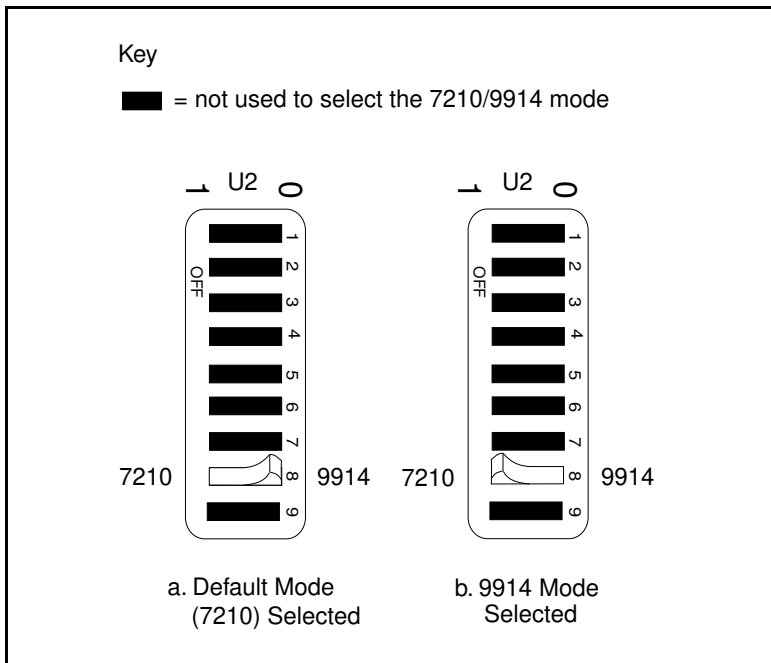 Key
= not used to select the 7210/9914 mode
1 U2 0
OFF
1
2
3
4
5
6
7
8
9
7210 9914
a. Default Mode
(7210) Selected
1 U2 0
OFF
1
2
3
4
5
6
7
8
9
7210 9914
b. 9914 Mode
Selected